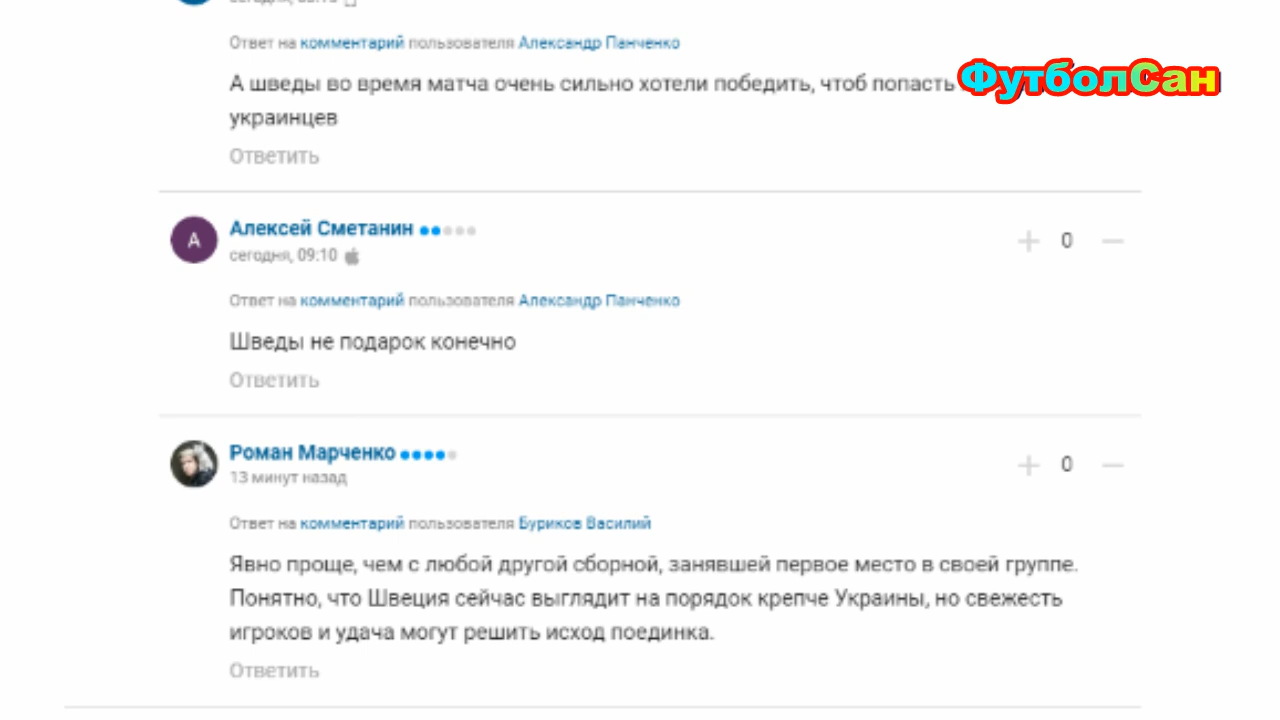 Ответ на комментарий пользователя Александр Панченко
А шведы во время матча очень сильно хотели победить, чтоб попасть
ФутболСан
украинцев
Ответить
А
Алексей Сметанин
сегодня, 09:10
+ 0 —
Ответ на комментарий пользователя Александр Панченко
Шведы не подарок конечно
Ответить
Роман Марченко
13 минут назад
+ 0 —
Ответ на комментарий пользователя Буриков Василий
Явно проще, чем с любой другой сборной, занявшей первое место в своей группе.
Понятно, что Швеция сейчас выглядит на порядок крепче Украины, но свежесть
игроков и удача могут решить исход поединка.
Ответить